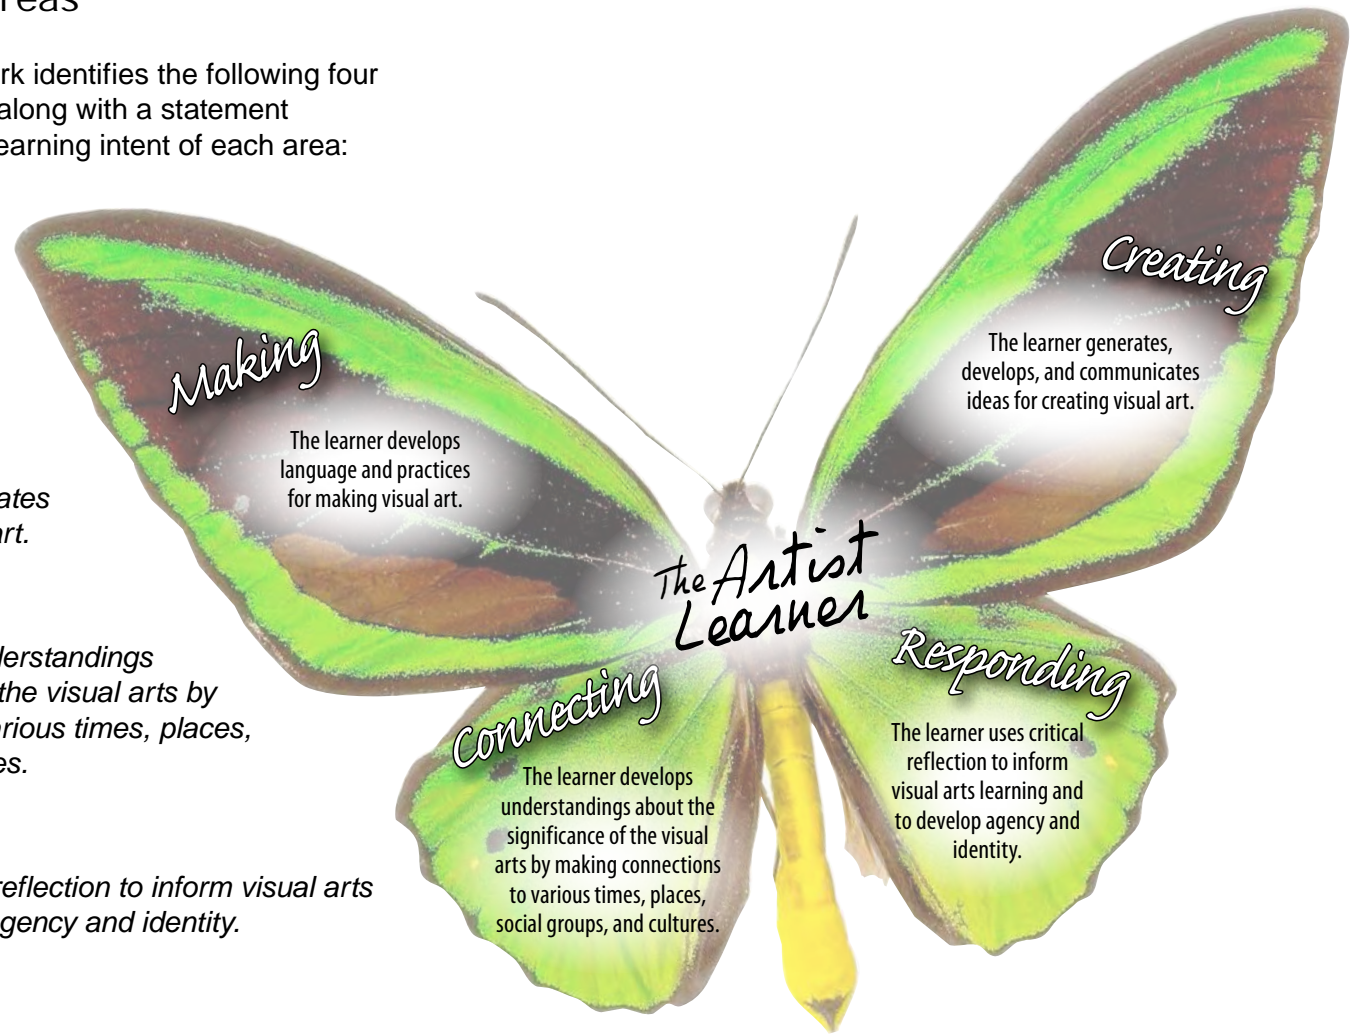 rk identifies the following four
along with a statement
earning intent of each area:
ates
art.
derstandings
the visual arts by
arious times, places,
es.
reflection to inform visual arts
gency and identity.
Making
The learner develops
language and practices
for making visual art.
Creating
The learner generates,
develops, and communicates
ideas for creating visual art.
The Artist
Learner
Connecting
The learner develops
understandings about the
significance of the visual
arts by making connections
to various times, places,
social groups, and cultures.
Responding
The learner uses critical
reflection to inform
visual arts learning and
to develop agency and
identity.